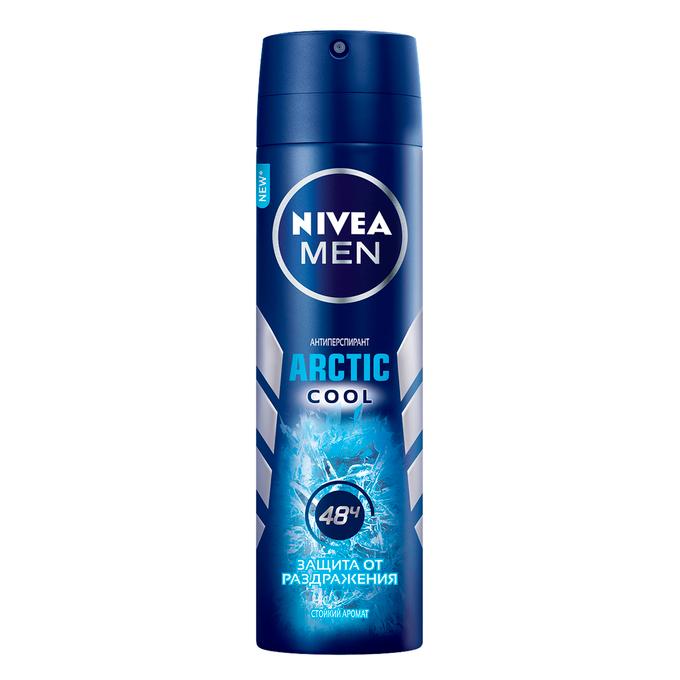 NEW*
NIVEA
MEN
АНТИПЕРСПИРАНТ
ARCTIC
COOL
48Ч
ЗАЩИТА ОТ
РАЗДРАЖЕНИЯ
СТОЙКИЙ АРОМАТ